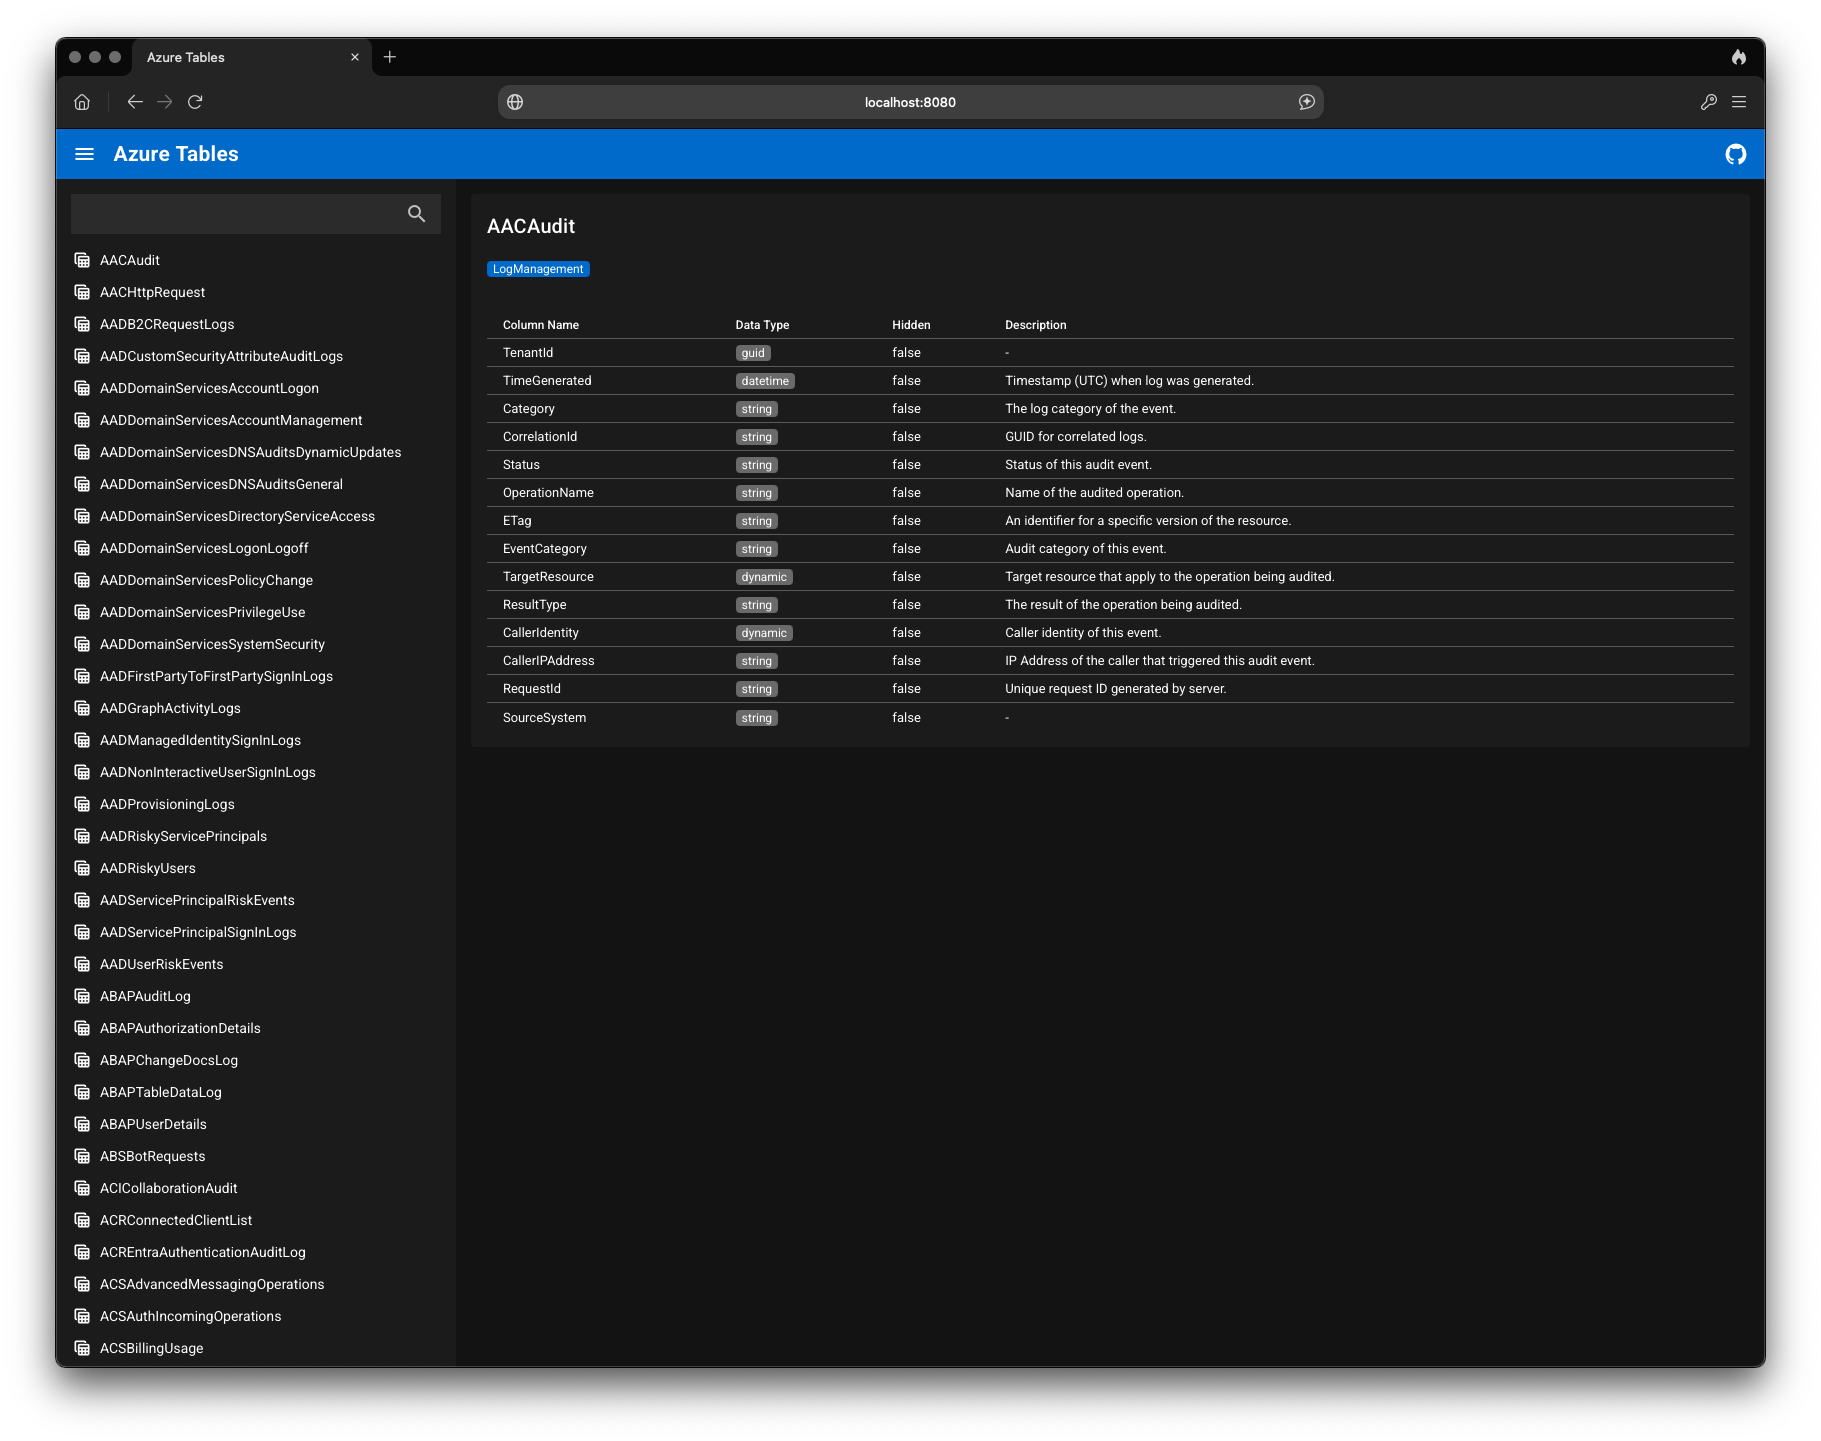 Azure Tables
localhost:8080
Azure Tables
AACAudit
AACHttpRequest
AADB2CRequestLogs
AADCustomSecurityAttributeAuditLogs
AADDomainServicesAccountLogon
AADDomainServicesAccountManagement
AADDomainServicesDNSAuditsDynamicUpdates
AADDomainServicesDNSAuditsGeneral
AADDomainServicesDirectoryServiceAccess
AADDomainServicesLogonLogoff
AADDomainServicesPolicyChange
AADDomainServicesPrivilegeUse
AADDomainServicesSystemSecurity
AADFirstPartyToFirstPartySignInLogs
AADGraphActivityLogs
AADManagedIdentitySignInLogs
AADNonInteractiveUserSignInLogs
AADProvisioningLogs
AADRiskyServicePrincipals
AADRiskyUsers
AADServicePrincipalRiskEvents
AADServicePrincipalSignInLogs
AADUserRiskEvents
ABAPAuditLog
ABAPAuthorizationDetails
ABAPChangeDocsLog
ABAPTableDataLog
ABAPUserDetails
ABSBotRequests
ACICollaborationAudit
ACRConnectedClientList
ACREntraAuthenticationAuditLog
ACSAdvancedMessagingOperations
ACSAuthIncomingOperations
ACSBillingUsage
AACAudit
LogManagement
Column Name Data Type Hidden Description
TenantId guid false -
TimeGenerated datetime false Timestamp (UTC) when log was generated.
Category string false The log category of the event.
CorrelationId string false GUID for correlated logs.
Status string false Status of this audit event.
OperationName string false Name of the audited operation.
ETag string false An identifier for a specific version of the resource.
EventCategory string false Audit category of this event.
TargetResource dynamic false Target resource that apply to the operation being audited.
ResultType string false The result of the operation being audited.
CallerIdentity dynamic false Caller identity of this event.
CallerIPAddress string false IP Address of the caller that triggered this audit event.
RequestId string false Unique request ID generated by server.
SourceSystem string false -